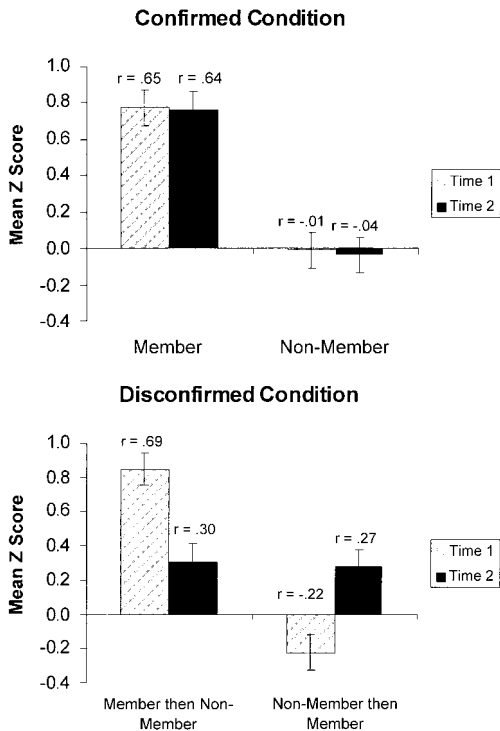 Confirmed Condition
r = .65
r = .64
1.0
0.8
0.6
0.4
0.2
0.0
-0.2
-0.4
Mean Z Score
r = -.01
r = -.04
Time 1
Time 2
Member
Non-Member
Disconfirmed Condition
1.0
0.8
0.6
0.4
0.2
0.0
-0.2
-0.4
Mean Z Score
r = .69
r = .30
r = .27
r = -.22
Time 1
Time 2
Member then Non-
Member
Non-Member then
Member